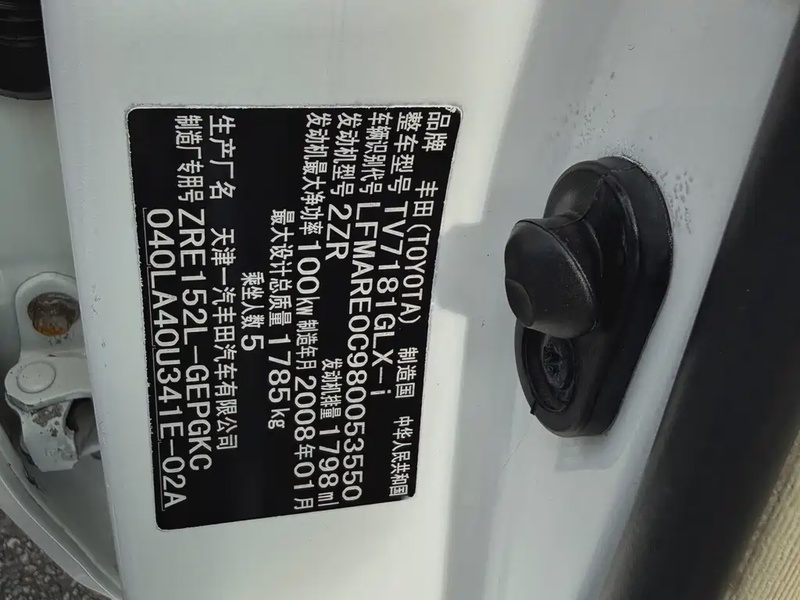 品牌 丰田(TOYOTA) 制造国 中华人民共和国
整车型号 TV7181GLX-i
车辆识别代号 LFMARE0C980053550
发动机型号 2ZR 发动机排量 1798ml
发动机最大净功率 100kw 制造年月 2008年01月
最大设计总质量 1785kg
乘坐人数 5
生产厂名 天津一汽丰田汽车有限公司
制造厂专用号 ZRE152L-GEPGKC
040LA40U341E-02A